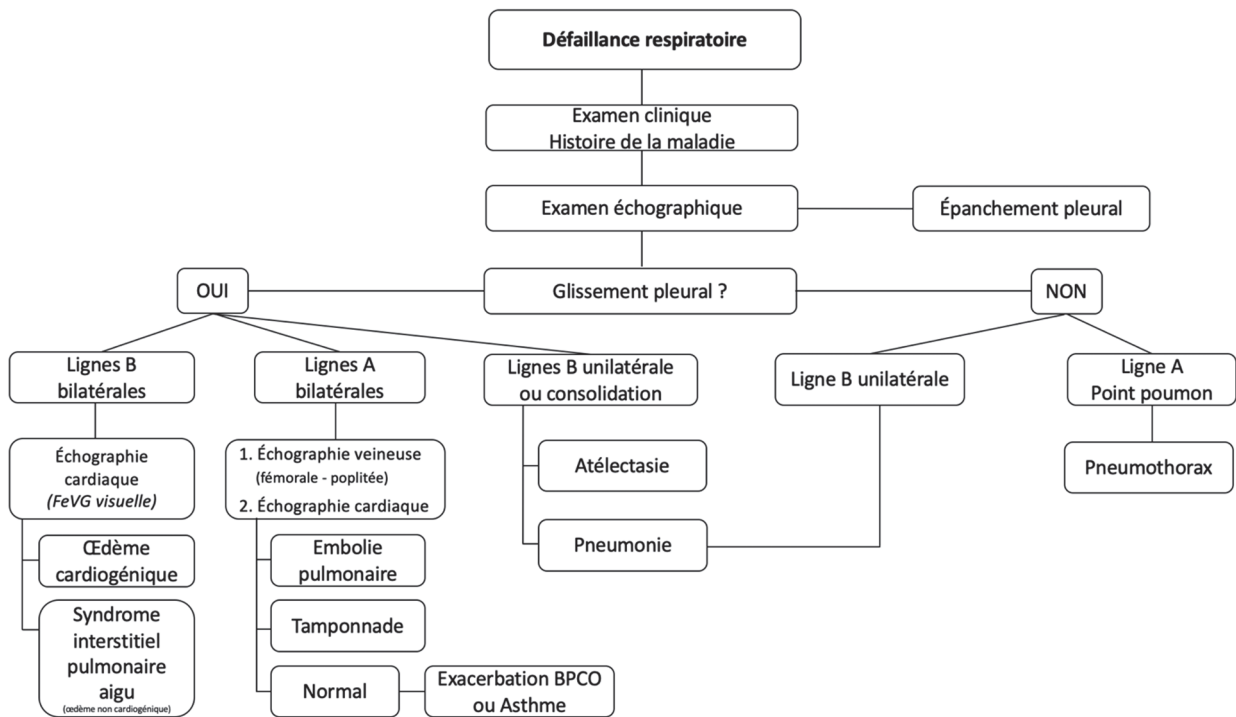 Défaillance respiratoire
Examen clinique
Histoire de la maladie
Examen échographique
Épanchement pleural
OUI
Glissement pleural ?
NON
Lignes B
bilatérales
Lignes A
bilatérales
Lignes B unilatérale
ou consolidation
Ligne B unilatérale
Ligne A
Point poumon
Échographie
cardiaque
(FeVG visuelle)
1. Échographie veineuse
(fémorale - poplitée)
2. Échographie cardiaque
Atélectasie
Pneumothorax
Pneumonie
Œdème
cardiogénique
Embolie
pulmonaire
Syndrome
interstitiel
pulmonaire
aigu
(œdème non cardiogénique)
Tamponnade
Normal
Exacerbation BPCO
ou Asthme